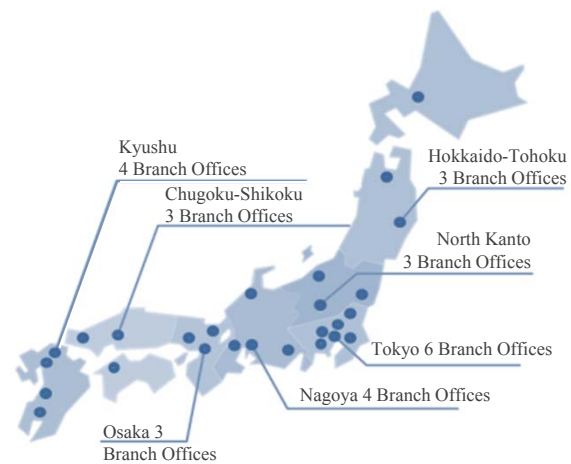 Kyushu
4 Branch Offices
Chugoku-Shikoku
3 Branch Offices
Hokkaido-Tohoku
3 Branch Offices
North Kanto
3 Branch Offices
Tokyo 6 Branch Offices
Nagoya 4 Branch Offices
Osaka 3
Branch Offices